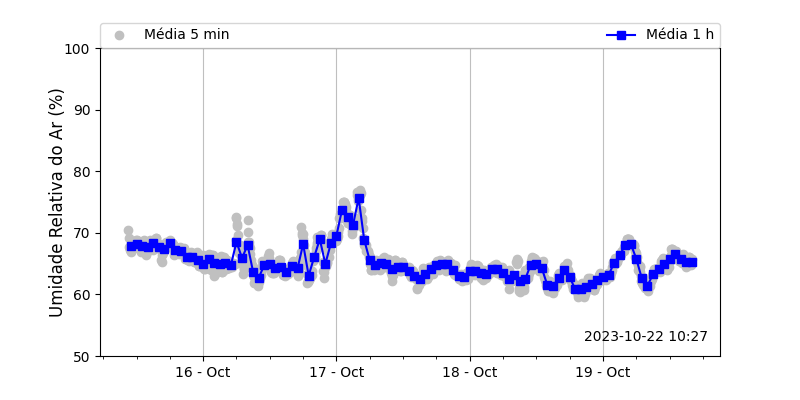 Média 5 min
Média 1 h
Umidade Relativa do Ar (%)
100
90
80
70
60
50
2023-10-22 10:27
16 - Oct
17 - Oct
18 - Oct
19 - Oct